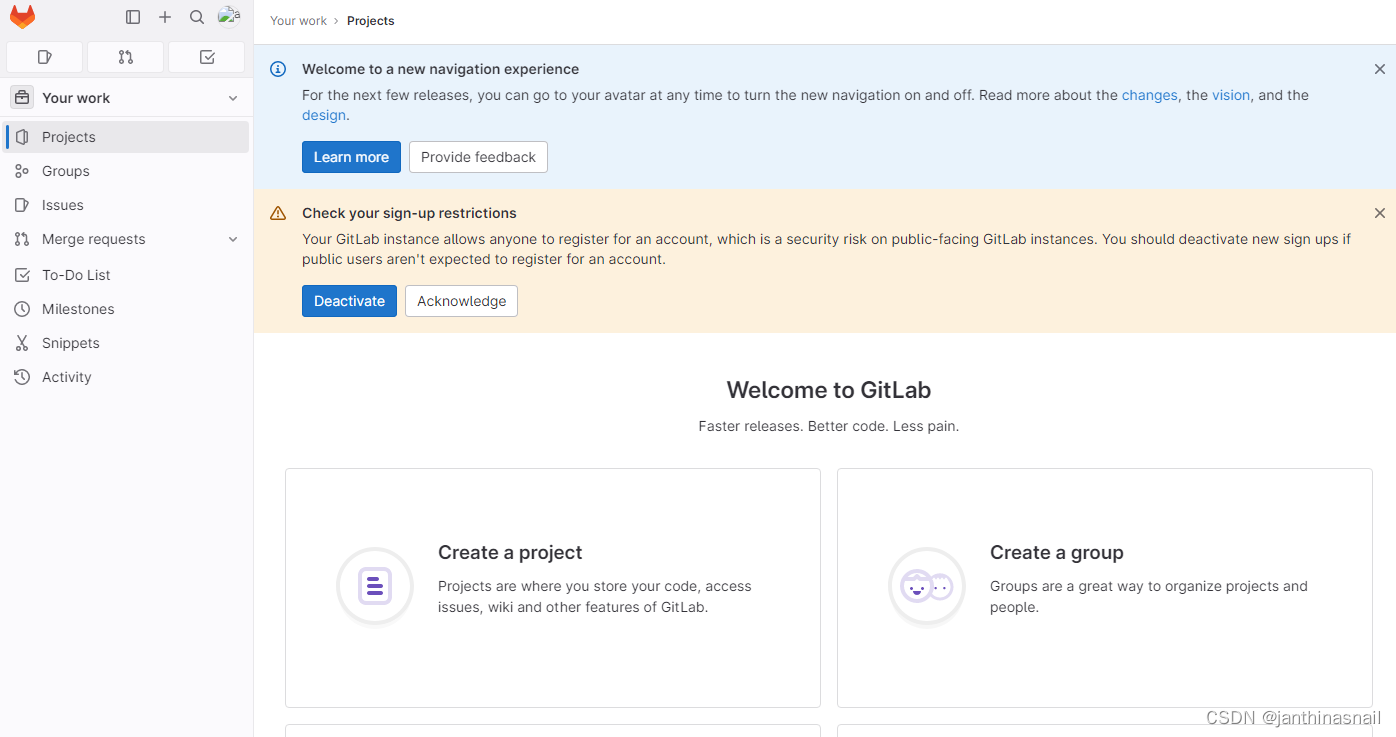 Your work › Projects
Your work
Projects
Groups
Issues
Merge requests
To-Do List
Milestones
Snippets
Activity
Welcome to a new navigation experience
For the next few releases, you can go to your avatar at any time to turn the new navigation on and off. Read more about the changes, the vision, and the
design.
Learn more
Provide feedback
Check your sign-up restrictions
Your GitLab instance allows anyone to register for an account, which is a security risk on public-facing GitLab instances. You should deactivate new sign ups if
public users aren't expected to register for an account.
Deactivate
Acknowledge
Welcome to GitLab
Faster releases. Better code. Less pain.
Create a project
Projects are where you store your code, access
issues, wiki and other features of GitLab.
Create a group
Groups are a great way to organize projects and
people.
CSDN @janthinasnail